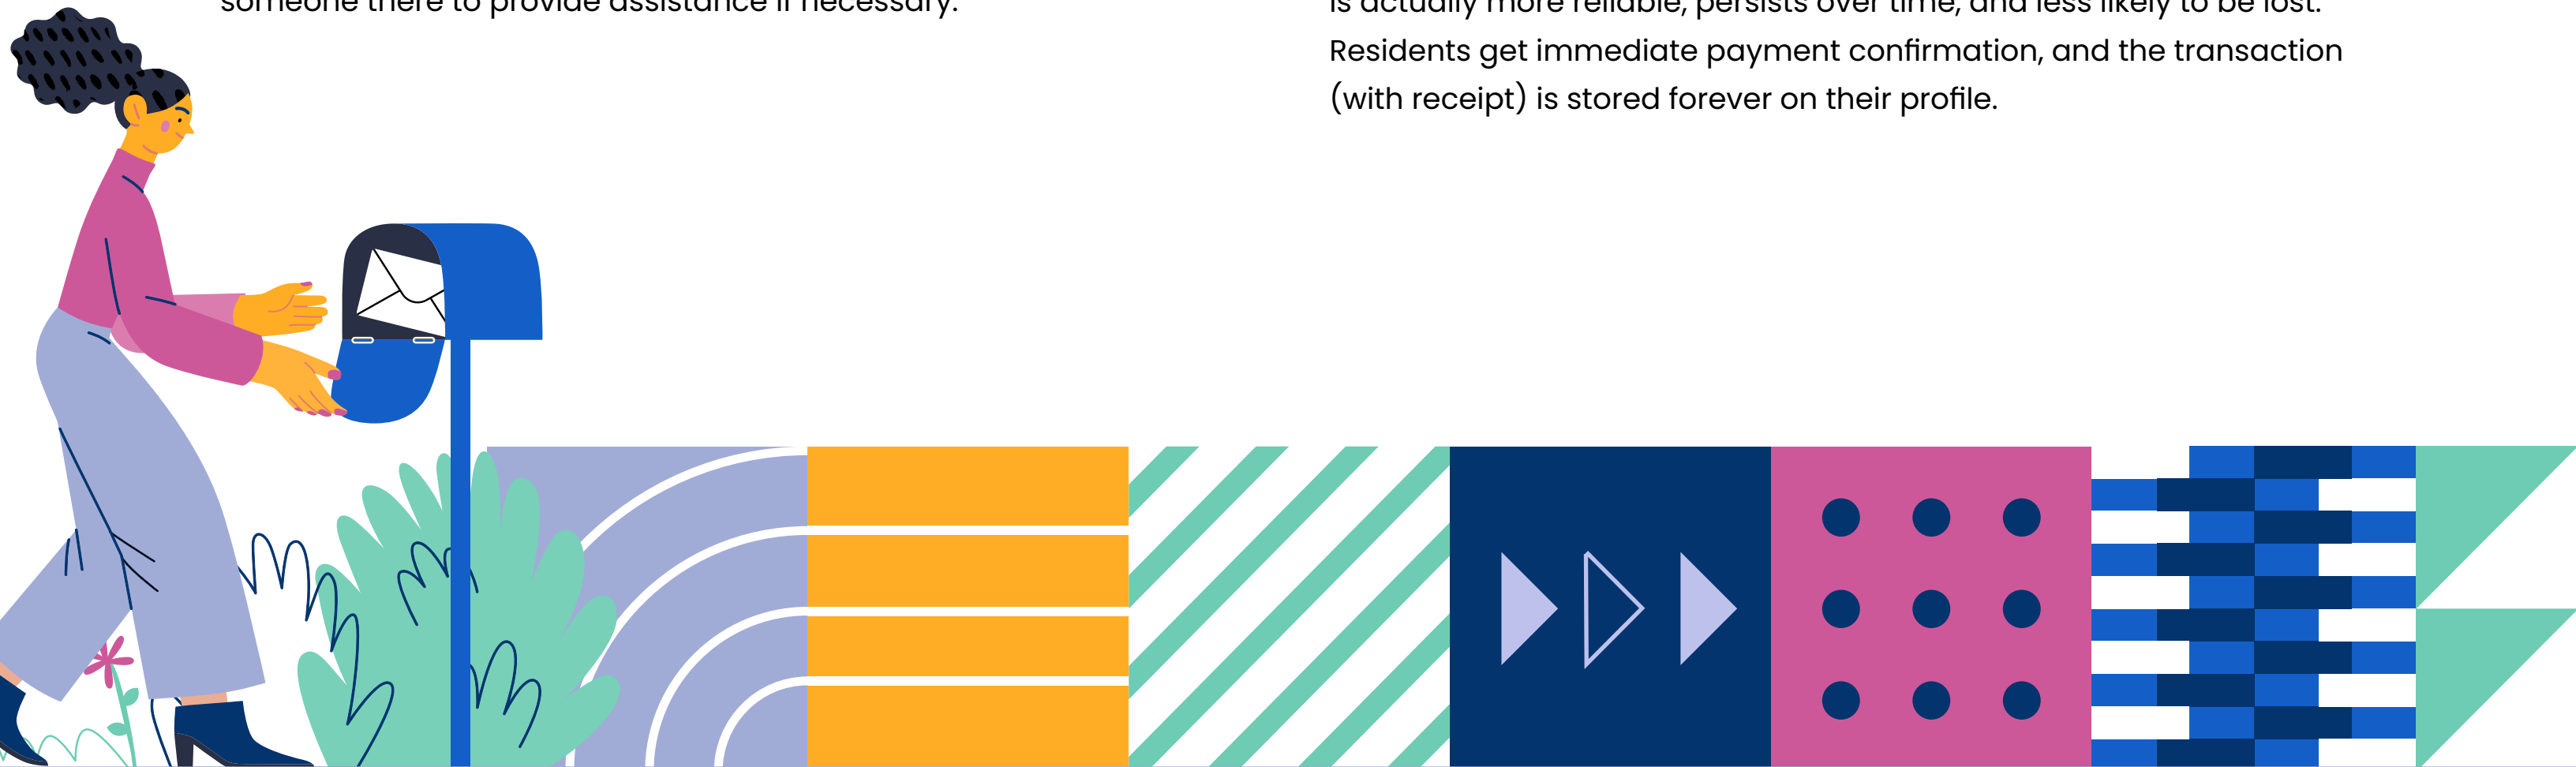 someone there to provide assistance if necessary.
is actually more reliable, persists over time, and less likely to be lost.
Residents get immediate payment confirmation, and the transaction
(with receipt) is stored forever on their profile.